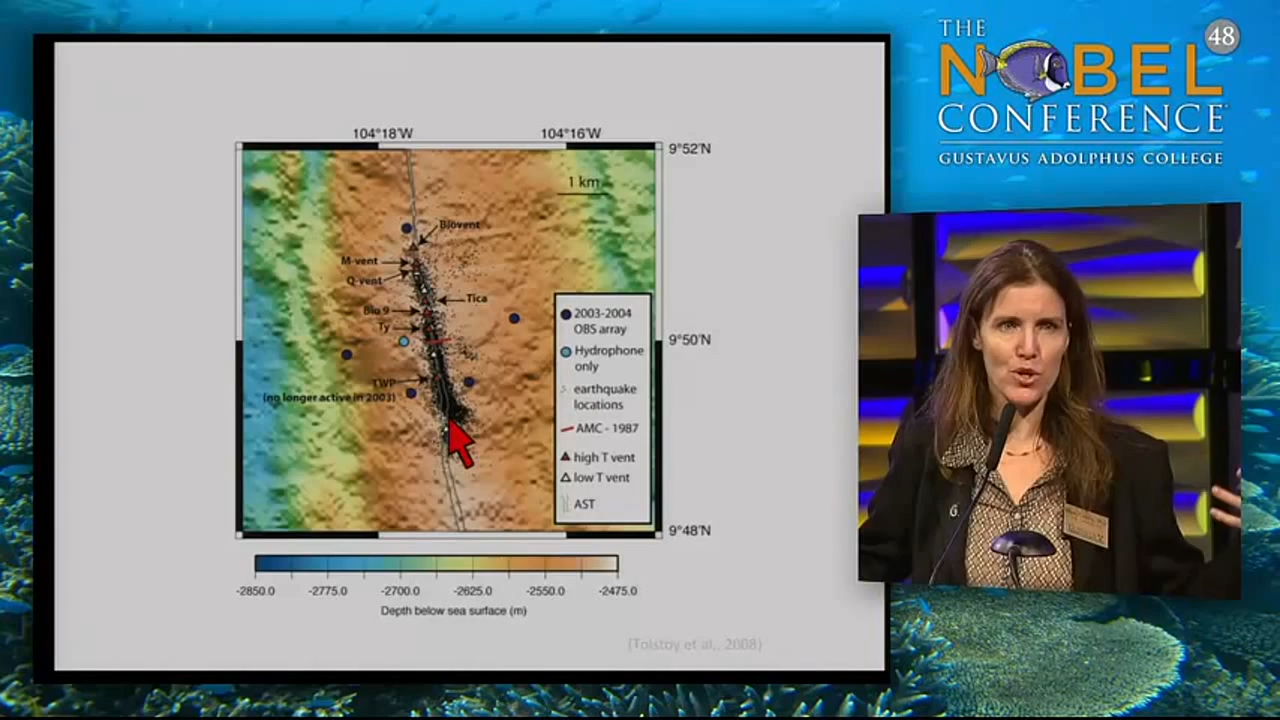 THE
NOBEL
48
CONFERENCE
GUSTAVUS ADOLPHUS COLLEGE
104°18'W
104°16'W
9°52'N
1 km
Biovent
M-vent
Q-vent
Tica
Bio 9
Ty
9°50'N
2003-2004
OBS array
Hydrophone
only
TWP
(no longer active in 2003)
earthquake
locations
AMC - 1987
high T vent
low T vent
AST
9°48'N
-2850.0
-2775.0
-2700.0
-2625.0
-2550.0
-2475.0
Depth below sea surface (m)
(Tolstoy et al., 2008)